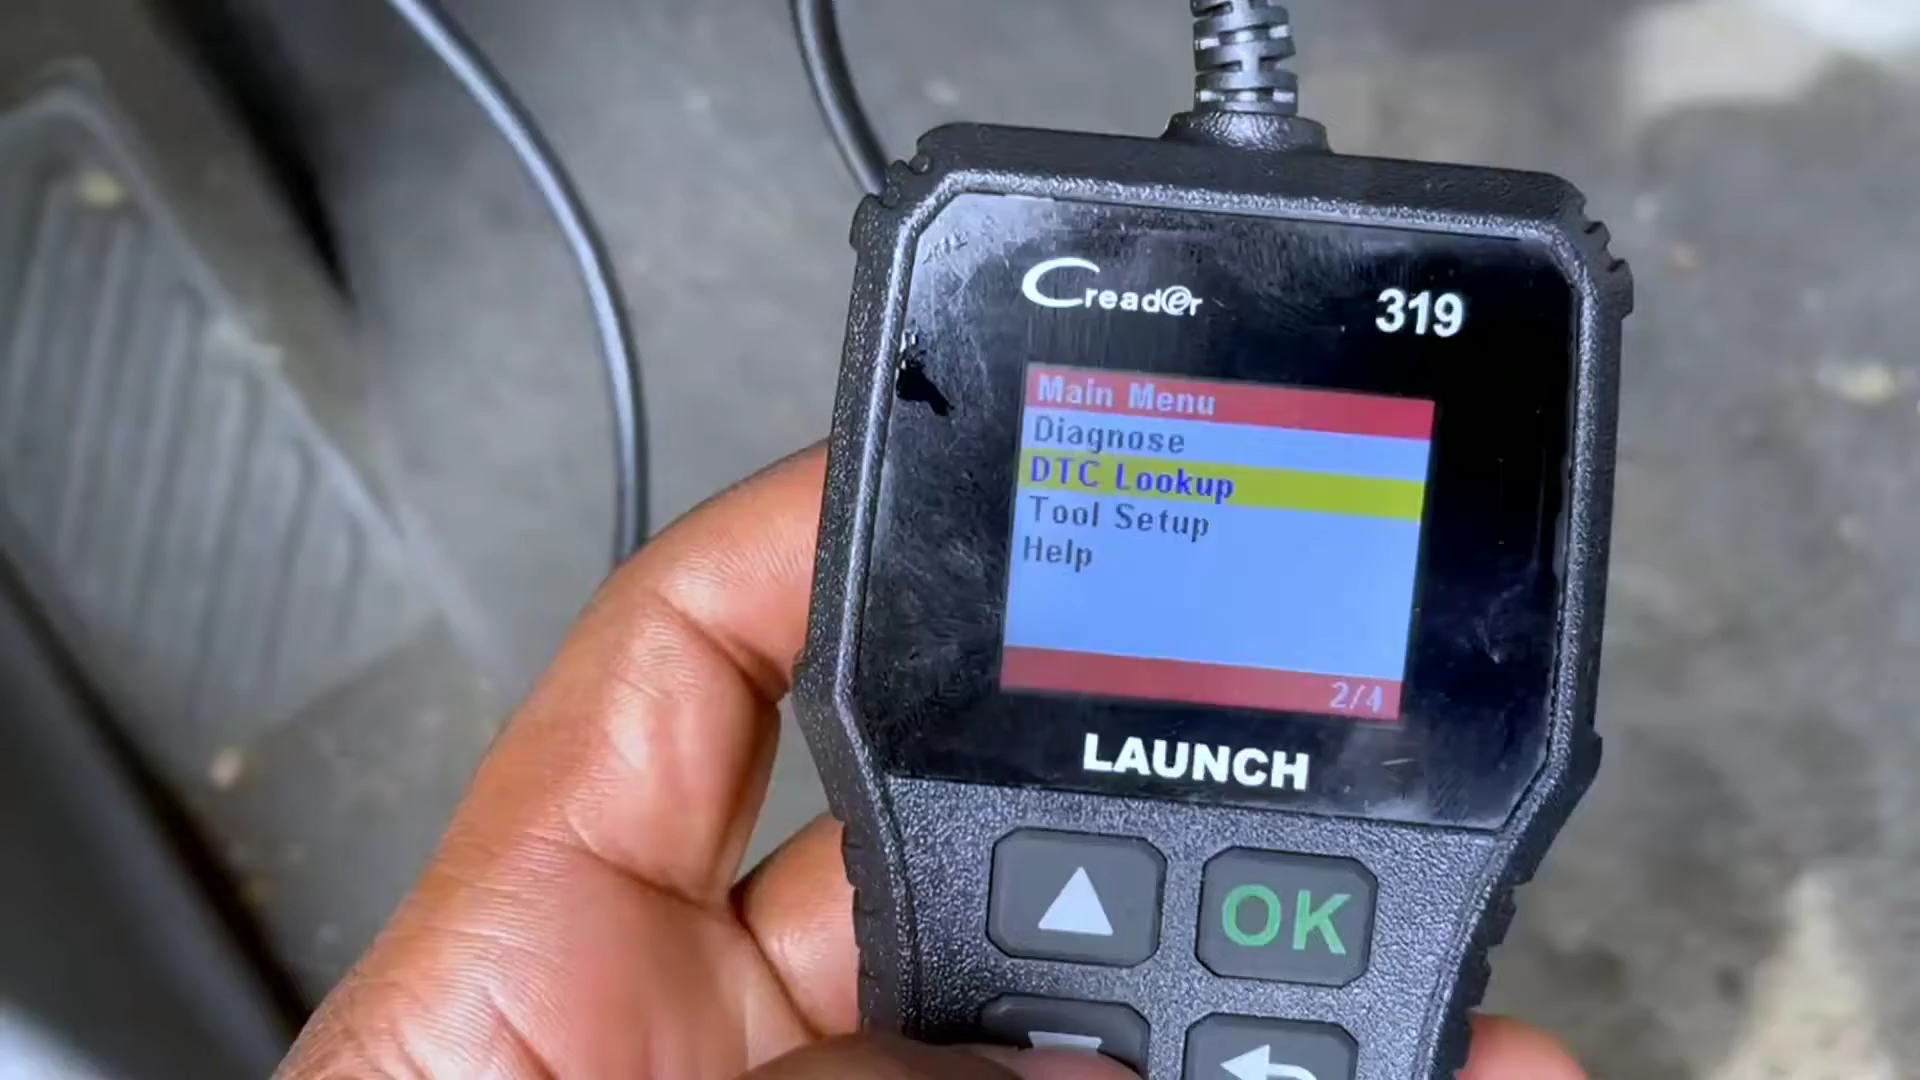 Creader 319
Main Menu
Diagnose
DTC Lookup
Tool Setup
Help
2/4
LAUNCH
OK